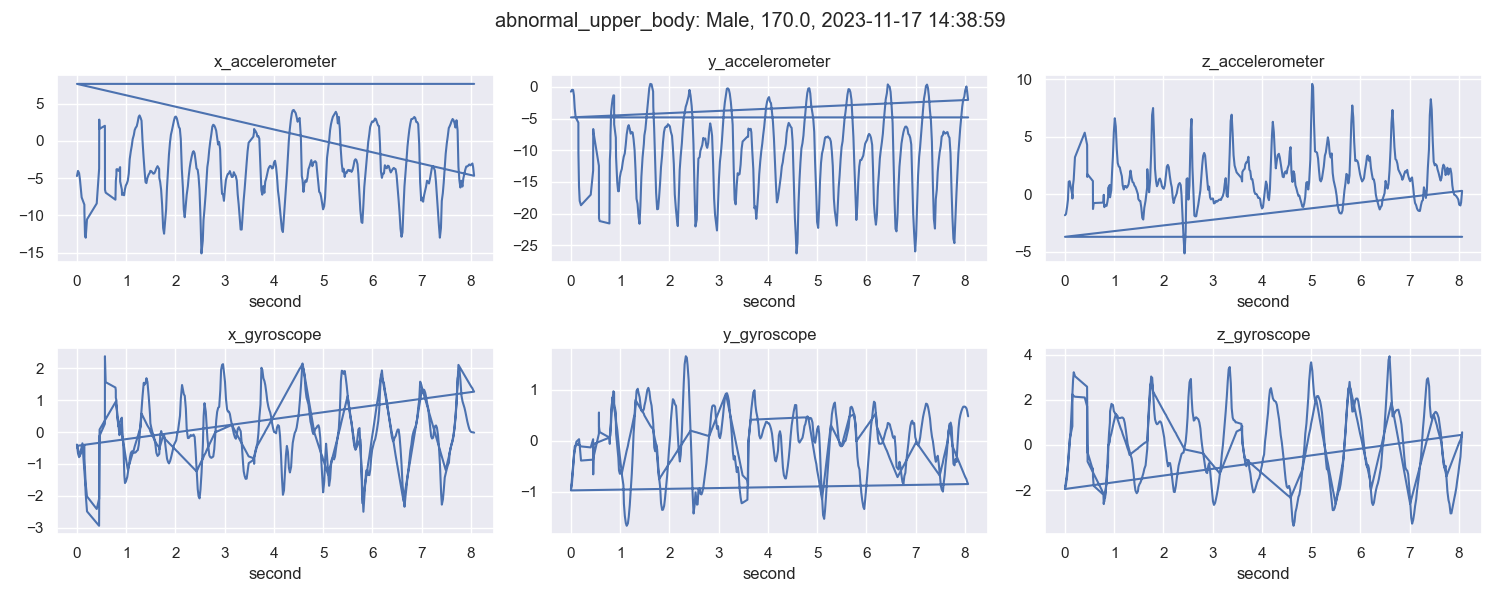 abnormal_upper_body: Male, 170.0, 2023-11-17 14:38:59
x_accelerometer
5
0
−5
−10
−15
0 1 2 3 4 5 6 7 8
second
y_accelerometer
0
−5
−10
−15
−20
−25
0 1 2 3 4 5 6 7 8
second
z_accelerometer
10
5
0
−5
0 1 2 3 4 5 6 7 8
second
x_gyroscope
2
1
0
−1
−2
−3
0 1 2 3 4 5 6 7 8
second
y_gyroscope
1
0
−1
0 1 2 3 4 5 6 7 8
second
z_gyroscope
4
2
0
−2
0 1 2 3 4 5 6 7 8
second